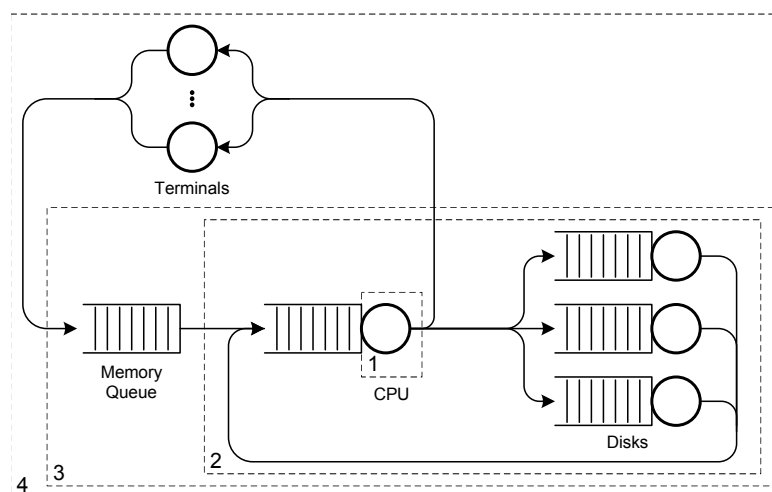 Terminals
Memory
Queue
1
CPU
Disks
2
3
4